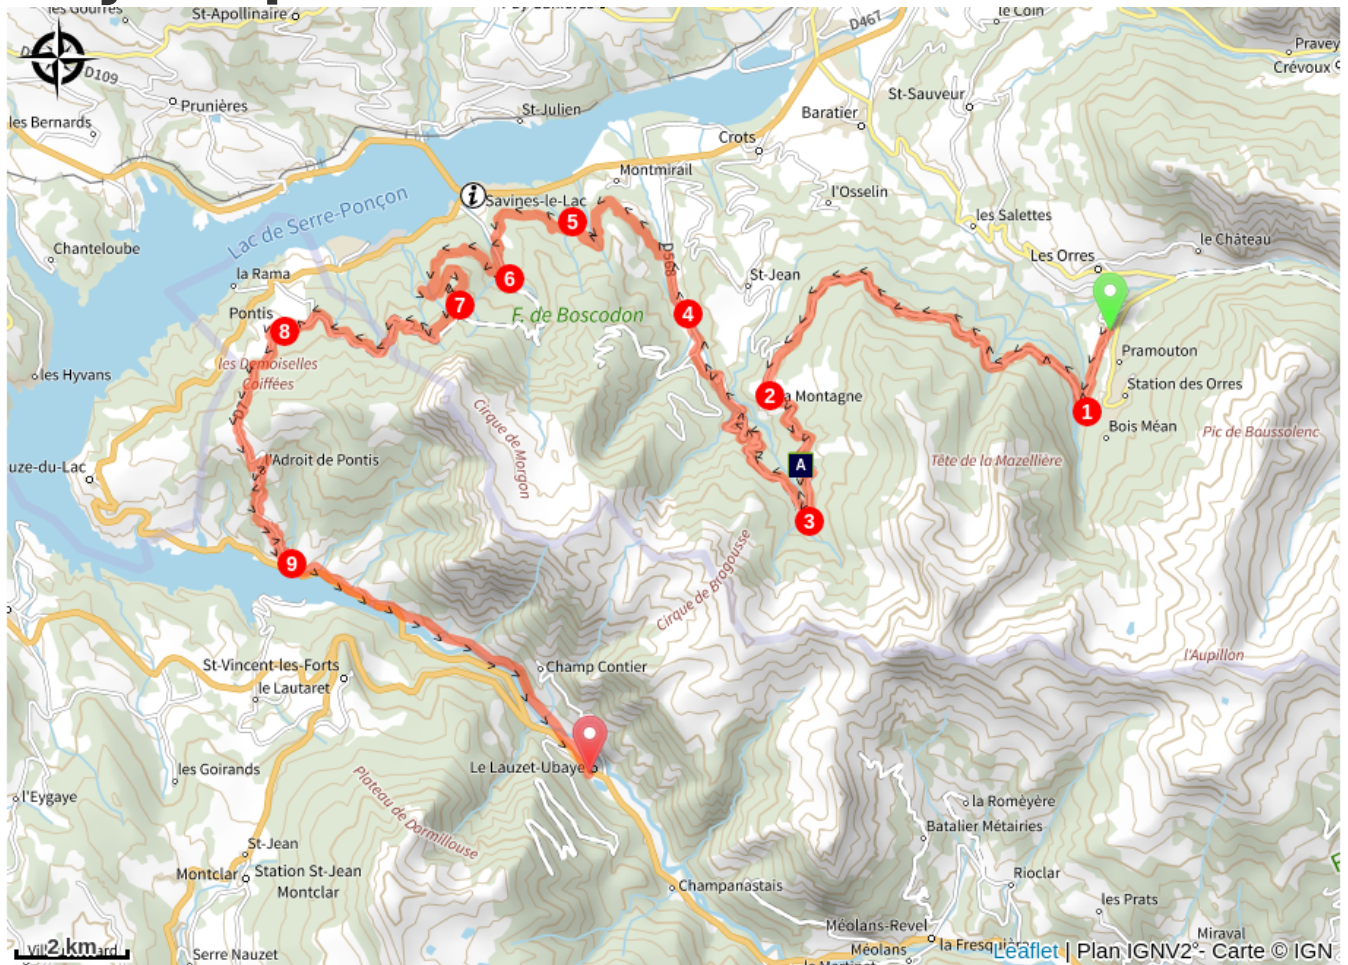 les Gourres
St-Apollinaire
le Coin
D467
Pravey
Crévoux
D109
Prunières
St-Sauveur
les Bernards
St-Julien
Baratier
Crots
Montmirail
Lac de Serre-Ponçon
i
Savines-le-Lac
5
l'Osselin
les Salettes
Chanteloube
le Château
D568
Les Orres
la Rama
St-Jean
6
7
Pontis
8
F. de Boscodon
4
Pramouton
les Demoiselles
Coiffées
les Hyvans
Station des Orres
2
a Montagne
1
Cirque de Morgon
Bois Méan
Pic de Boussolenc
l'Adroit de Pontis
A
Tête de la Mazellière
uze-du-Lac
3
9
Cirque de Bragousse
St-Vincent-les-Forts
Champ Contier
l'Aupillon
le Lautaret
Le Lauzet-Ubaye
les Goirands
l'Eygaye
Plateau de Dormillouse
la Romèyère
Batalier Métairies
St-Jean
Montclar
Station St-Jean
Montclar
Champanastais
Rioclar
les Prats
Méolans-Revel
2 km
Serre Nauzet
Méolans
la Fresquière
Miraval
Leaflet | Plan IGNV2 - Carte © IGN